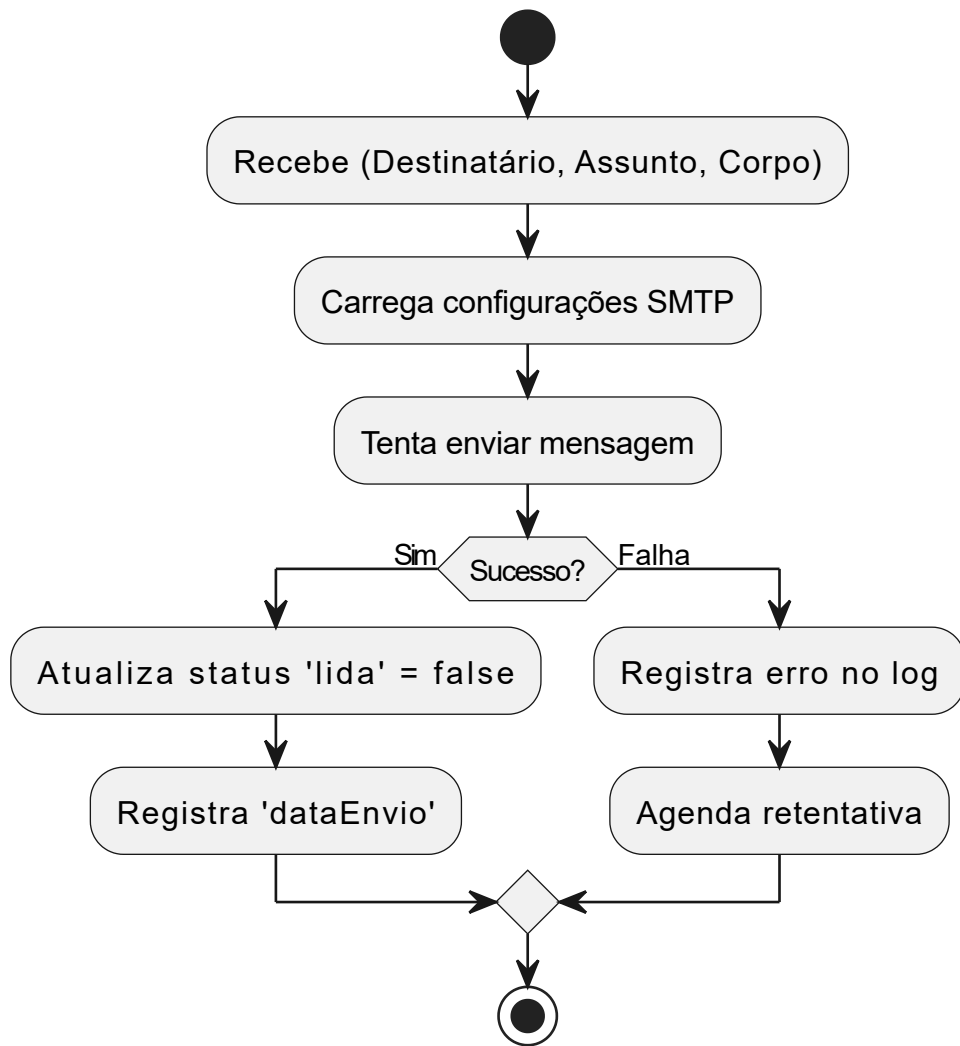 Recebe (Destinatário, Assunto, Corpo)
Carrega configurações SMTP
Tenta enviar mensagem
Sim
Sucesso?
Falha
Atualiza status 'lida' = false
Registra erro no log
Registra 'dataEnvio'
Agenda retentativa